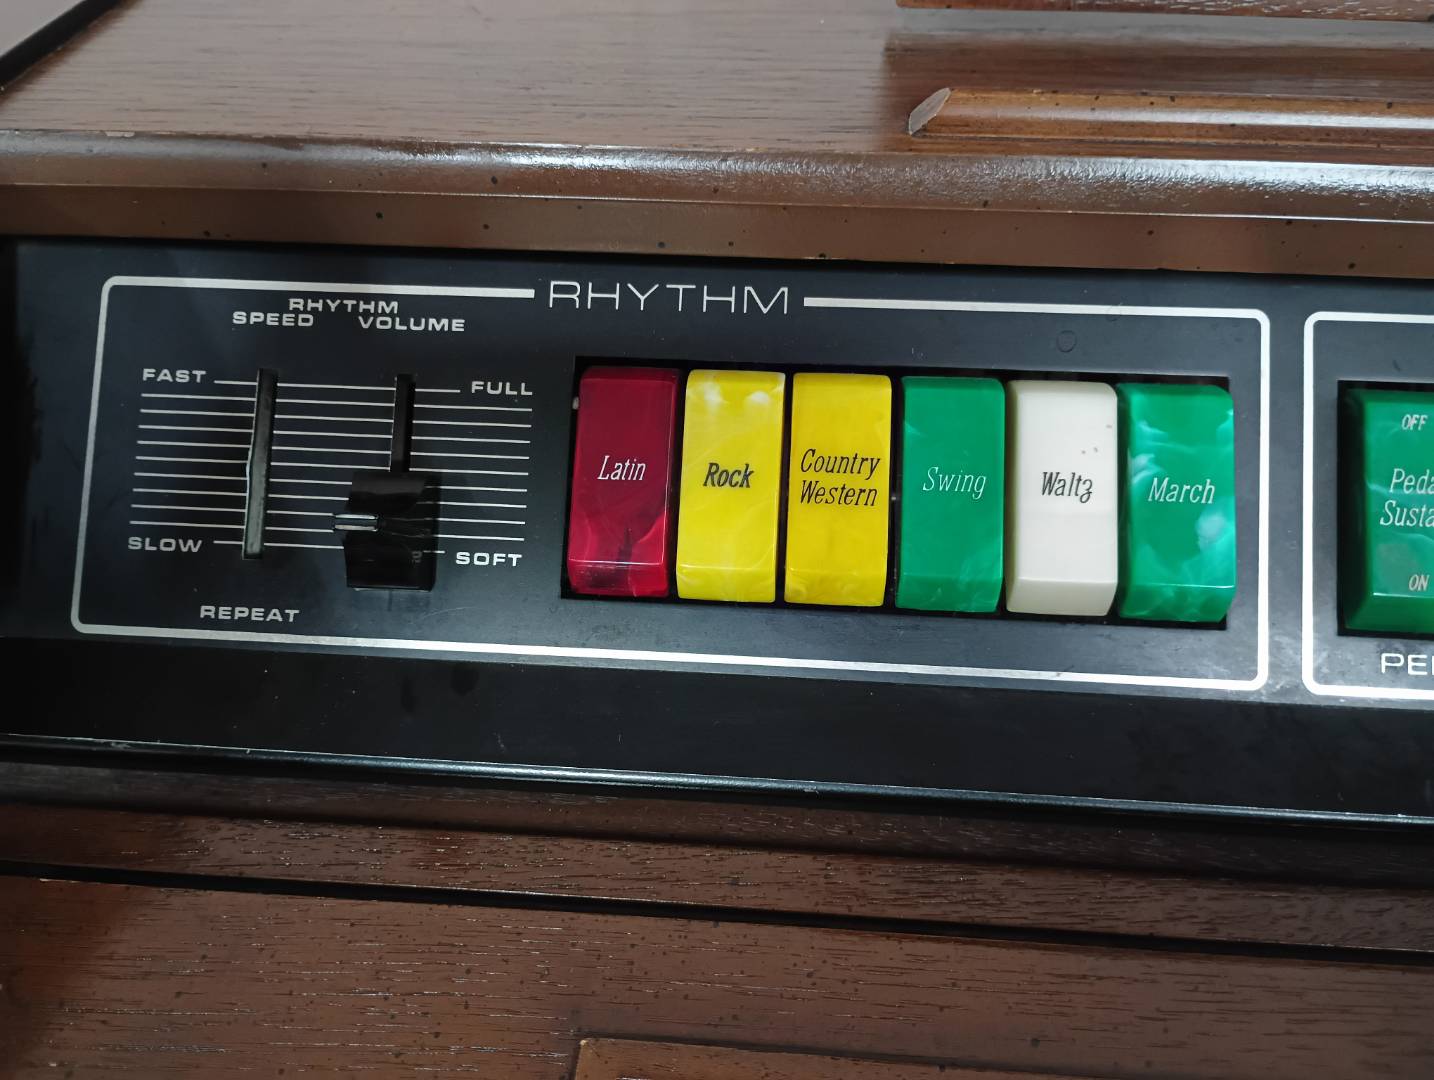 RHYTHM
RHYTHM
SPEED VOLUME
FAST FULL
SLOW SOFT
REPEAT
Latin
Rock
Country
Western
Swing
Waltz
March
OFF
ON